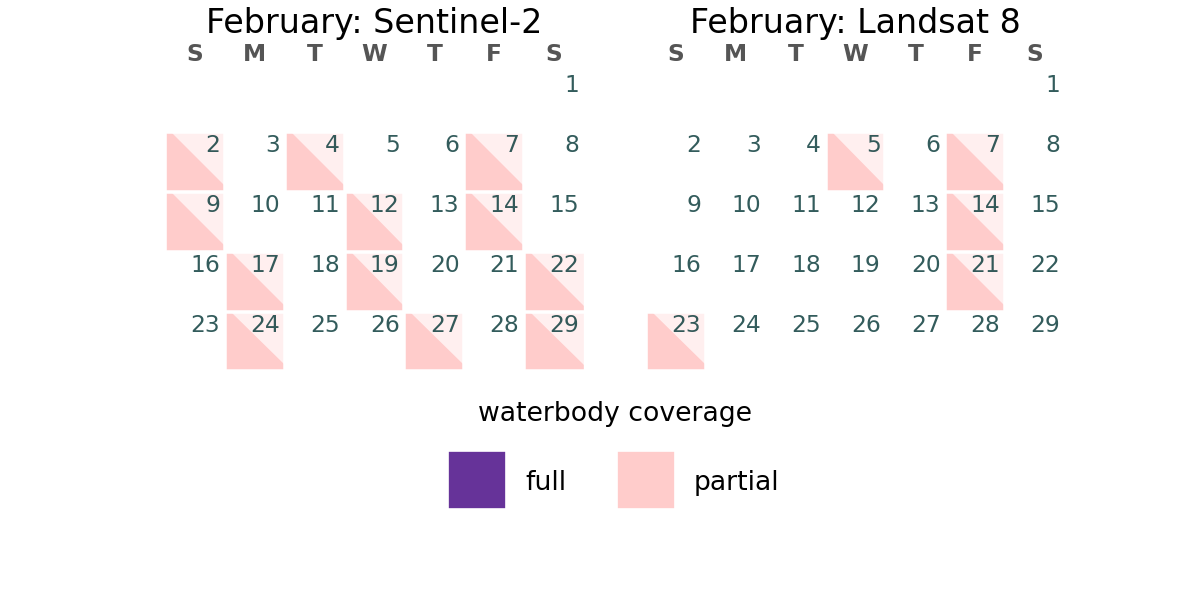 February: Sentinel-2
S M T W T F S
1
2 3 4 5 6 7 8
9 10 11 12 13 14 15
16 17 18 19 20 21 22
23 24 25 26 27 28 29
February: Landsat 8
S M T W T F S
1
2 3 4 5 6 7 8
9 10 11 12 13 14 15
16 17 18 19 20 21 22
23 24 25 26 27 28 29
waterbody coverage
full
partial